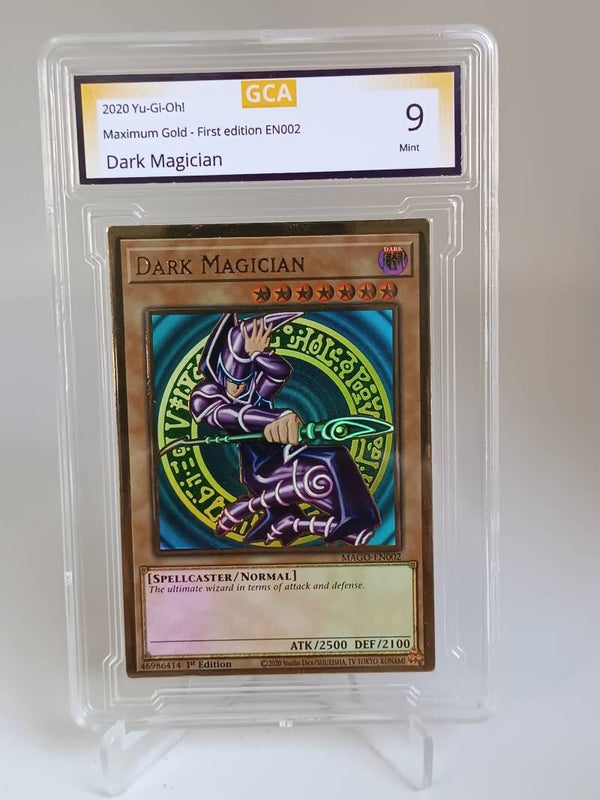 GCA
2020 Yu-Gi-Oh!
Maximum Gold - First edition EN002
Dark Magician
9
Mint
DARK MAGICIAN
DARK
MAGO-EN002
[SPELLCASTER/NORMAL]
The ultimate wizard in terms of attack and defense.
ATK/2500 DEF/2100
46986414 1st Edition
©2020 Studio Dice/SHUEISHA, TV TOKYO, KONAMI